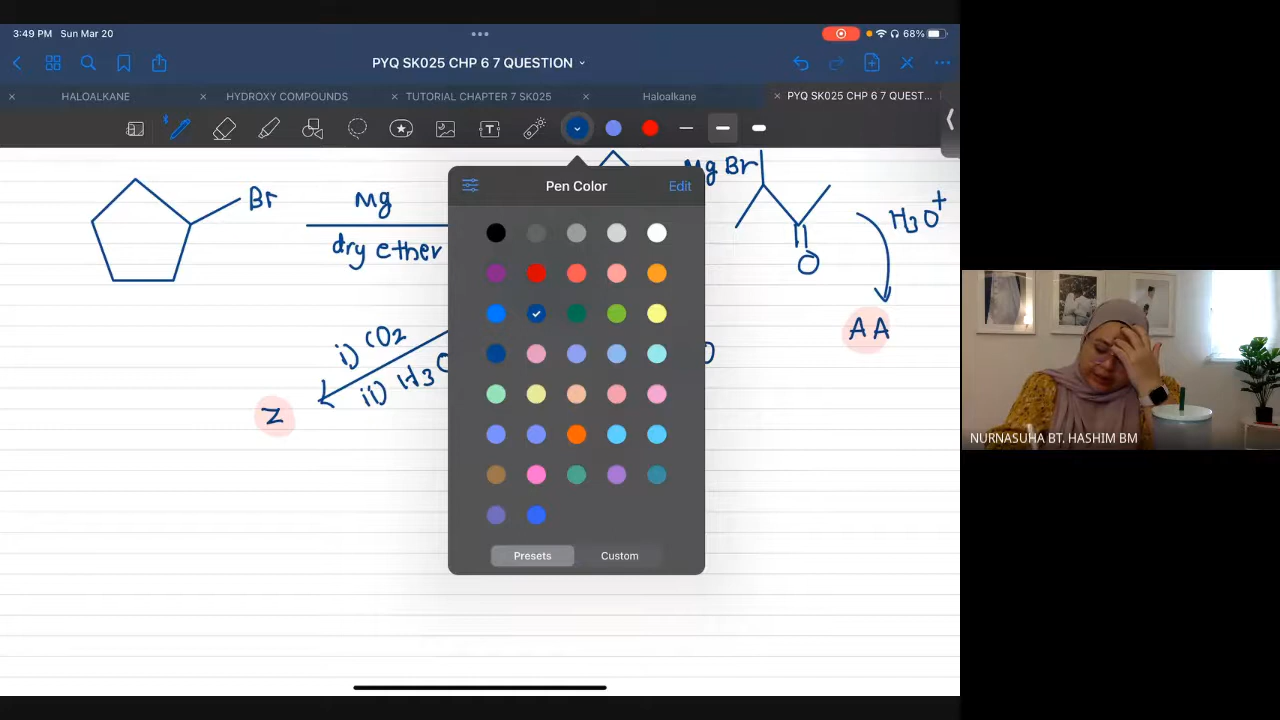 3:49 PM Sun Mar 20
68%
PYQ SK025 CHP 6 7 QUESTION
HALOALKANE
HYDROXY COMPOUNDS
TUTORIAL CHAPTER 7 SK025
Haloalkane
PYQ SK025 CHP 6 7 QUEST...
T
Br
Mg
dry ether
Mg Br
O
H3O+
AA
i) CO2
ii) H3O
Z
Pen Color
Edit
Presets
Custom
NURNASUHA BT. HASHIM BM